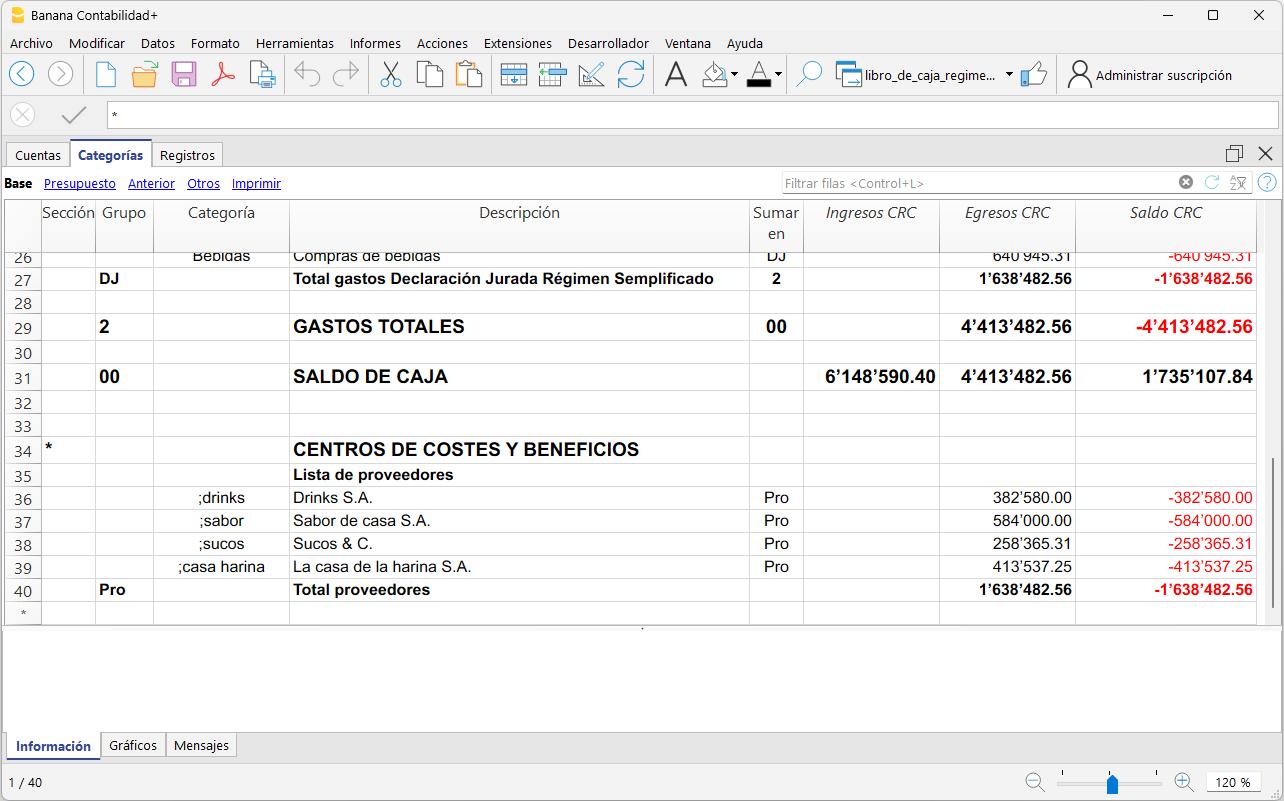 Banana Contabilidad+
Archivo Modificar Datos Formato Herramientas Informes Acciones Extensiones Desarrollador Ventana Ayuda
libro_de_caja_regime... Administrar suscripción
*
Cuentas Categorías Registros
Base Presupuesto Anterior Otros Imprimir Filtrar filas <Control+L>
Sección Grupo Categoría Descripción Sumar en Ingresos CRC Egresos CRC Saldo CRC
26 Bebidas Compras de bebidas DJ 640’945.31 -640’945.31
27 DJ Total gastos Declaración Jurada Régimen Semplificado 2 1’638’482.56 -1’638’482.56
28
29 2 GASTOS TOTALES 00 4’413’482.56 -4’413’482.56
30
31 00 SALDO DE CAJA 6’148’590.40 4’413’482.56 1’735’107.84
32
33
34 * CENTROS DE COSTES Y BENEFICIOS
35 Lista de proveedores
36 ;drinks Drinks S.A. Pro 382’580.00 -382’580.00
37 ;sabor Sabor de casa S.A. Pro 584’000.00 -584’000.00
38 ;sucos Sucos & C. Pro 258’365.31 -258’365.31
39 ;casa harina La casa de la harina S.A. Pro 413’537.25 -413’537.25
40 Pro Total proveedores 1’638’482.56 -1’638’482.56
*
Información Gráficos Mensajes
1 / 40 120 %